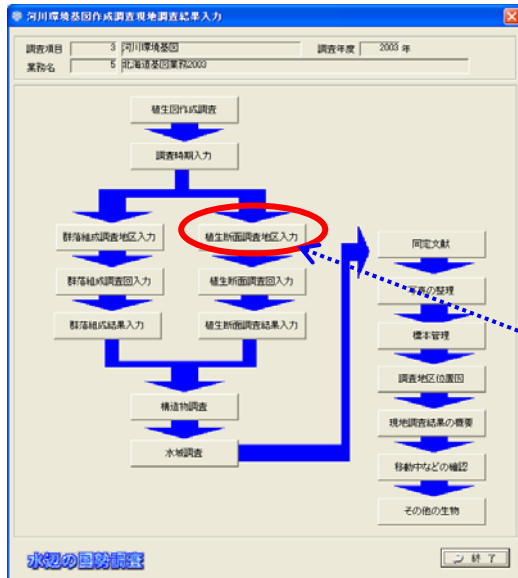 河川環境基図作成調査現地調査結果入力
調査項目 3 河川環境基図 調査年度 2003 年
業務名 5 北海道基図業務2003
植生図作成調査
調査時期入力
群落組成調査地区入力
群落組成調査回入力
群落組成結果入力
植生断面調査地区入力
植生断面調査回入力
植生断面調査結果入力
構造物調査
水域調査
同定文献
写真の整理
標本管理
調査地区位置図
現地調査結果の概要
移動中などの確認
その他の生物
水辺の国勢調査
終 了